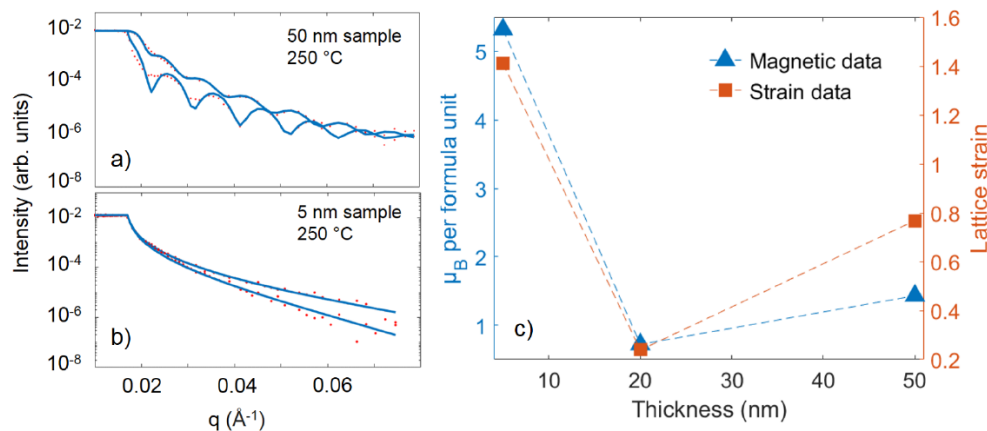 10⁻²
10⁻⁴
10⁻⁶
10⁻⁸
50 nm sample
250 °C
a)
10⁻²
10⁻⁴
10⁻⁶
10⁻⁸
5 nm sample
250 °C
b)
Intensity (arb. units)
0.02
0.04
0.06
q (Å⁻¹)
5
4
3
2
1
μB per formula unit
Magnetic data
Strain data
c)
10
20
30
40
50
Thickness (nm)
1.6
1.4
1.2
1
0.8
0.6
0.4
0.2
Lattice strain